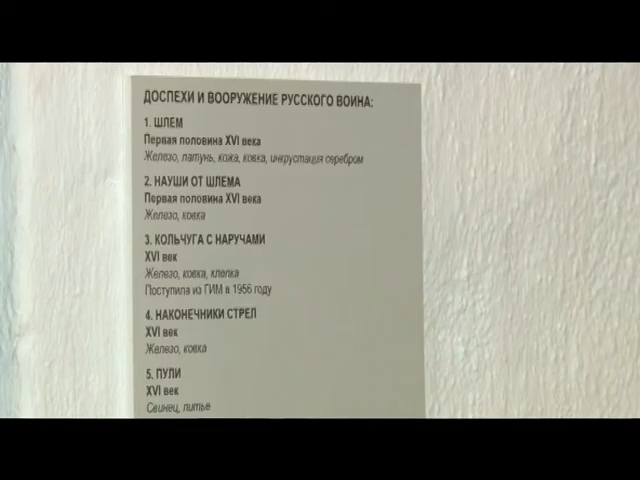 ДОСПЕХИ И ВООРУЖЕНИЕ РУССКОГО ВОИНА:
1. ШЛЕМ
Первая половина XVI века
Железо, латунь, кожа, ковка, инкрустация серебром
2. НАУШИ ОТ ШЛЕМА
Первая половина XVI века
Железо, ковка
3. КОЛЬЧУГА С НАРУЧАМИ
XVI век
Железо, ковка, клепка
Поступила из ГИМ в 1956 году
4. НАКОНЕЧНИКИ СТРЕЛ
XVI век
Железо, ковка
5. ПУЛИ
XVI век
Свинец, литье